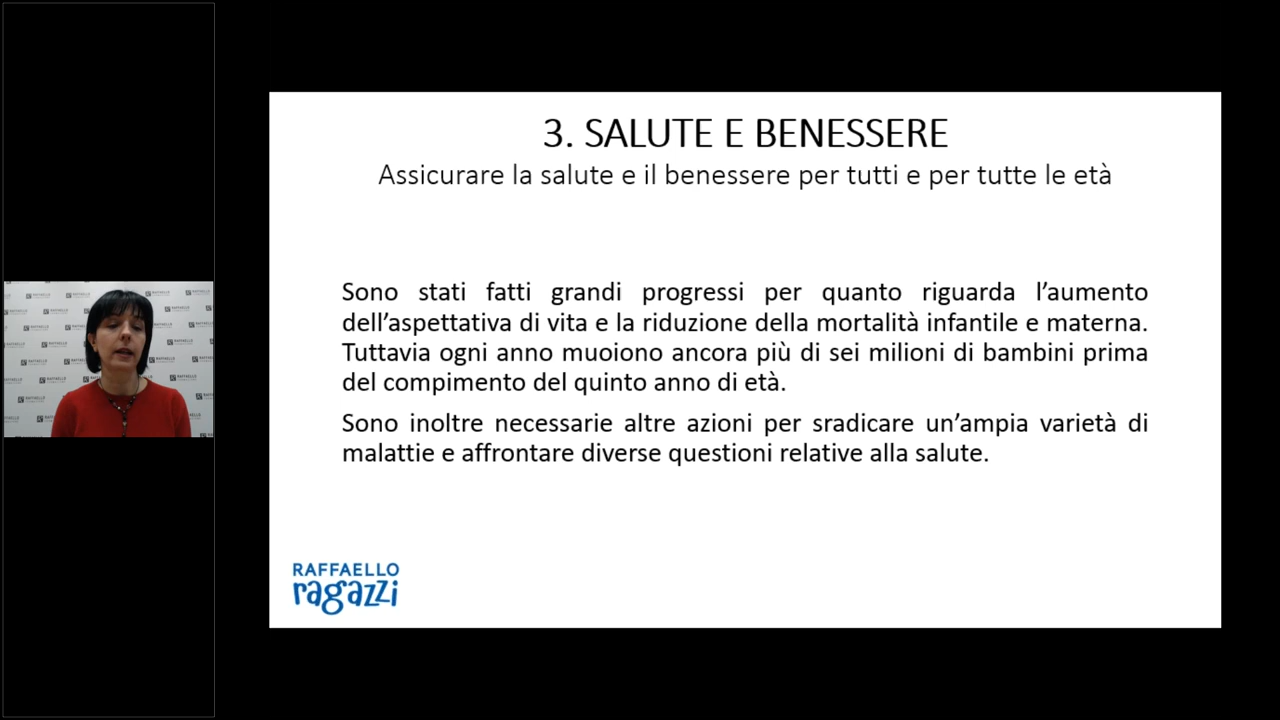 3. SALUTE E BENESSERE
Assicurare la salute e il benessere per tutti e per tutte le età
Sono stati fatti grandi progressi per quanto riguarda l’aumento
dell’aspettativa di vita e la riduzione della mortalità infantile e materna.
Tuttavia ogni anno muoiono ancora più di sei milioni di bambini prima
del compimento del quinto anno di età.
Sono inoltre necessarie altre azioni per sradicare un’ampia varietà di
malattie e affrontare diverse questioni relative alla salute.
RAFFAELLO
ragazzi